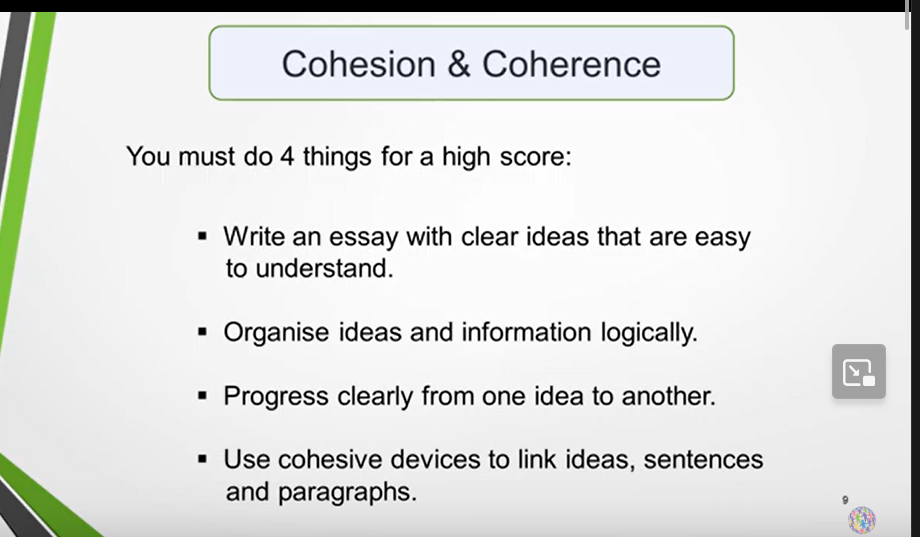 Cohesion & Coherence
You must do 4 things for a high score:
▪ Write an essay with clear ideas that are easy
to understand.
▪ Organise ideas and information logically.
▪ Progress clearly from one idea to another.
▪ Use cohesive devices to link ideas, sentences
and paragraphs.
9